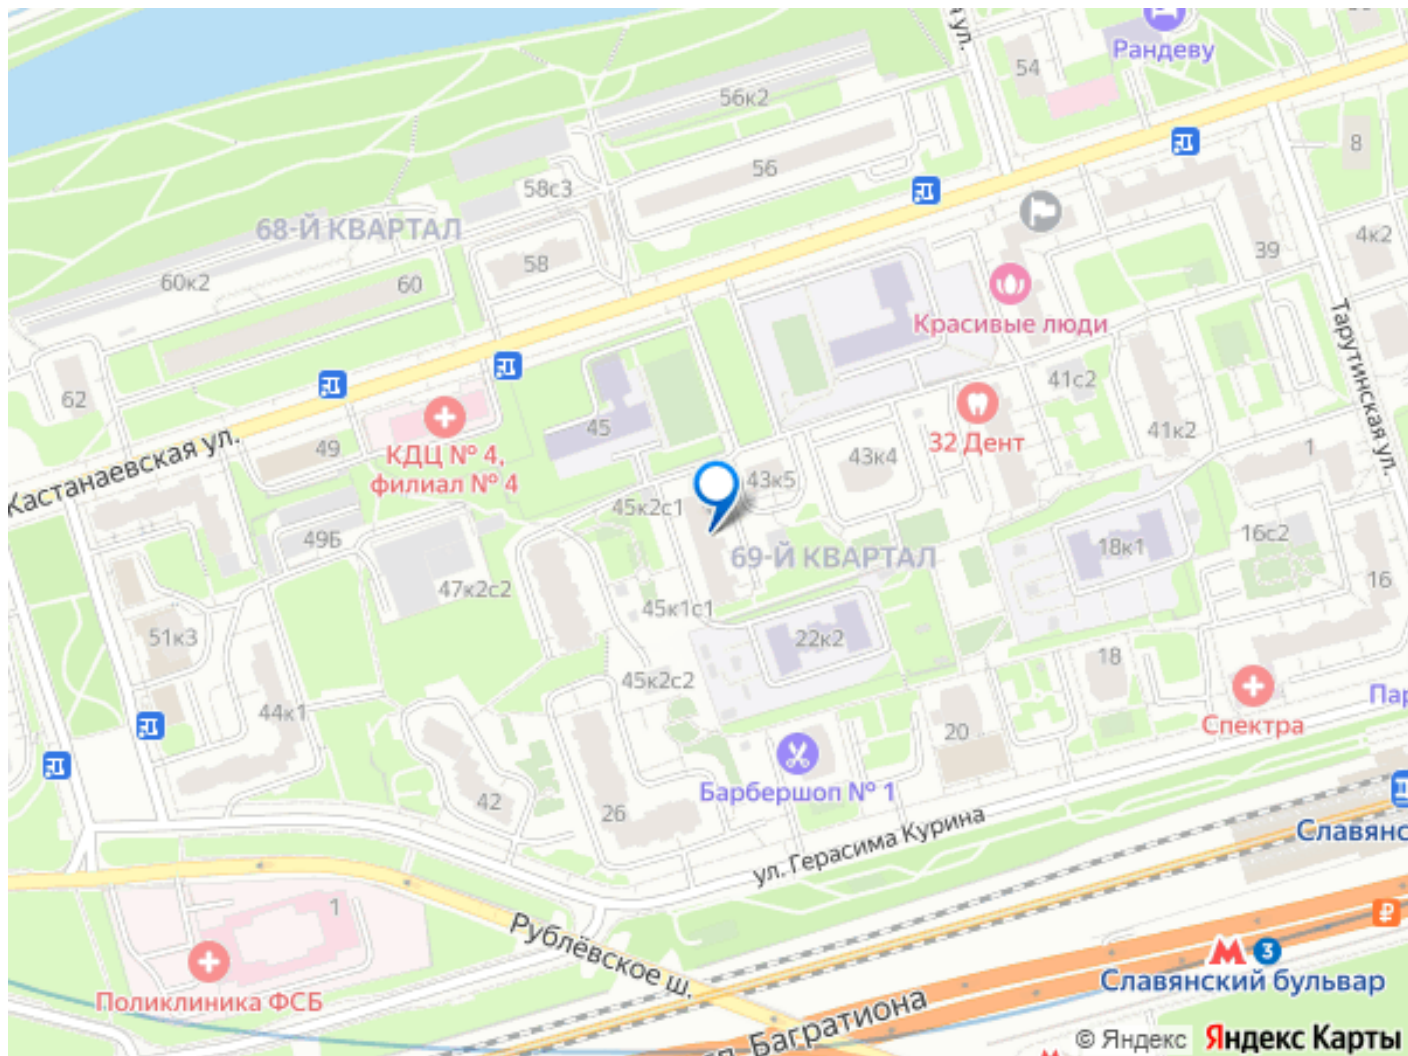 а ул.
Рандеву
54
56к2
8
56
58с3
68-Й КВАРТАЛ
4к2
39
58
60к2
60
Красивые люди
Тарутинская ул.
41с2
62
45
49
Кастанаевская ул.
КДЦ № 4,
филиал № 4
32 Дент
41к2
1
43к4
43к5
45к2с1
49Б
69-Й КВАРТАЛ
18к1
16с2
16
47к2с2
45к1с1
51к3
22к2
18
45к2с2
44к1
Спектра
Пар
20
Барбершоп № 1
42
26
ул. Герасима Курина
Славянс
1
Рублёвское ш.
3
Славянский бульвар
Поликлиника ФСБ
п. Багратиона
© Яндекс Яндекс Карты